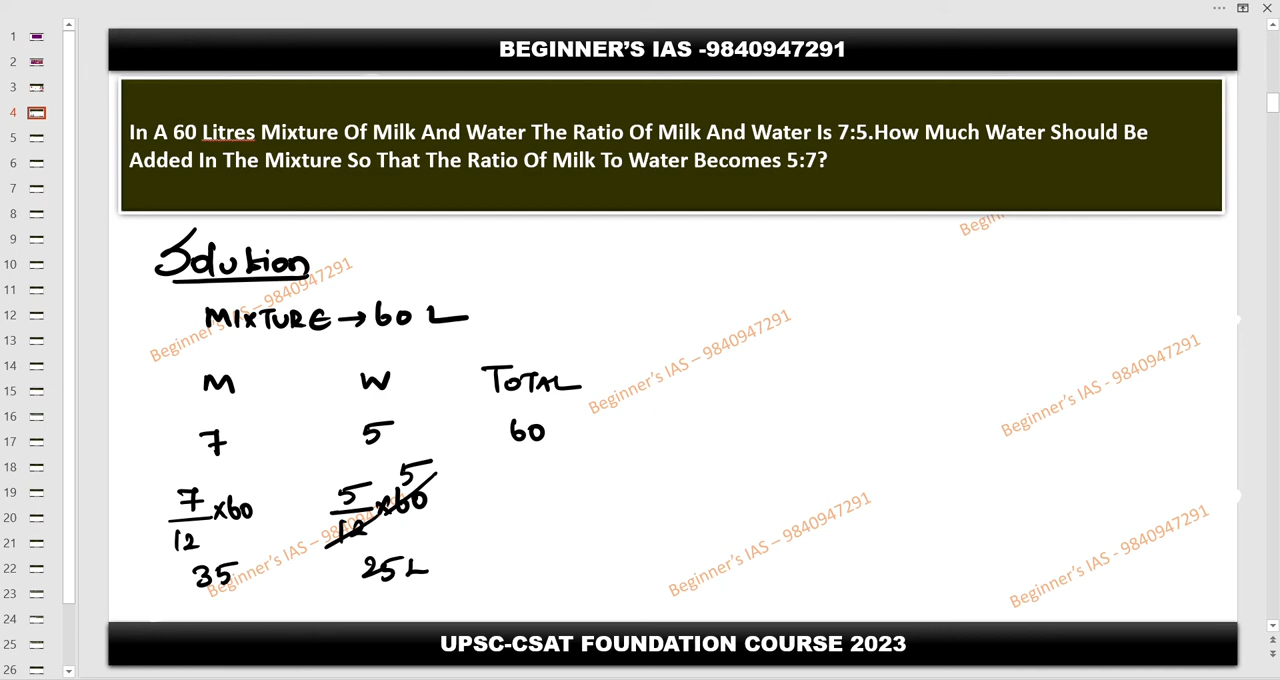 BEGINNER'S IAS -9840947291
In A 60 Litres Mixture Of Milk And Water The Ratio Of Milk And Water Is 7:5.How Much Water Should Be
Added In The Mixture So That The Ratio Of Milk To Water Becomes 5:7?
Beginner
Solution
Beginner's IAS – 9840947291
MIXTURE → 60 L
Beginner's IAS – 9840947291
Beginner's IAS - 9840947291
M W TOTAL
7 5 60
5
7/12 x60 5/12 x60
35 25L
Beginner's IAS – 9840947291
Beginner's IAS – 9840947291
Beginner's IAS - 9840947291
UPSC-CSAT FOUNDATION COURSE 2023
1
2
3
4
5
6
7
8
9
10
11
12
13
14
15
16
17
18
19
20
21
22
23
24
25
26